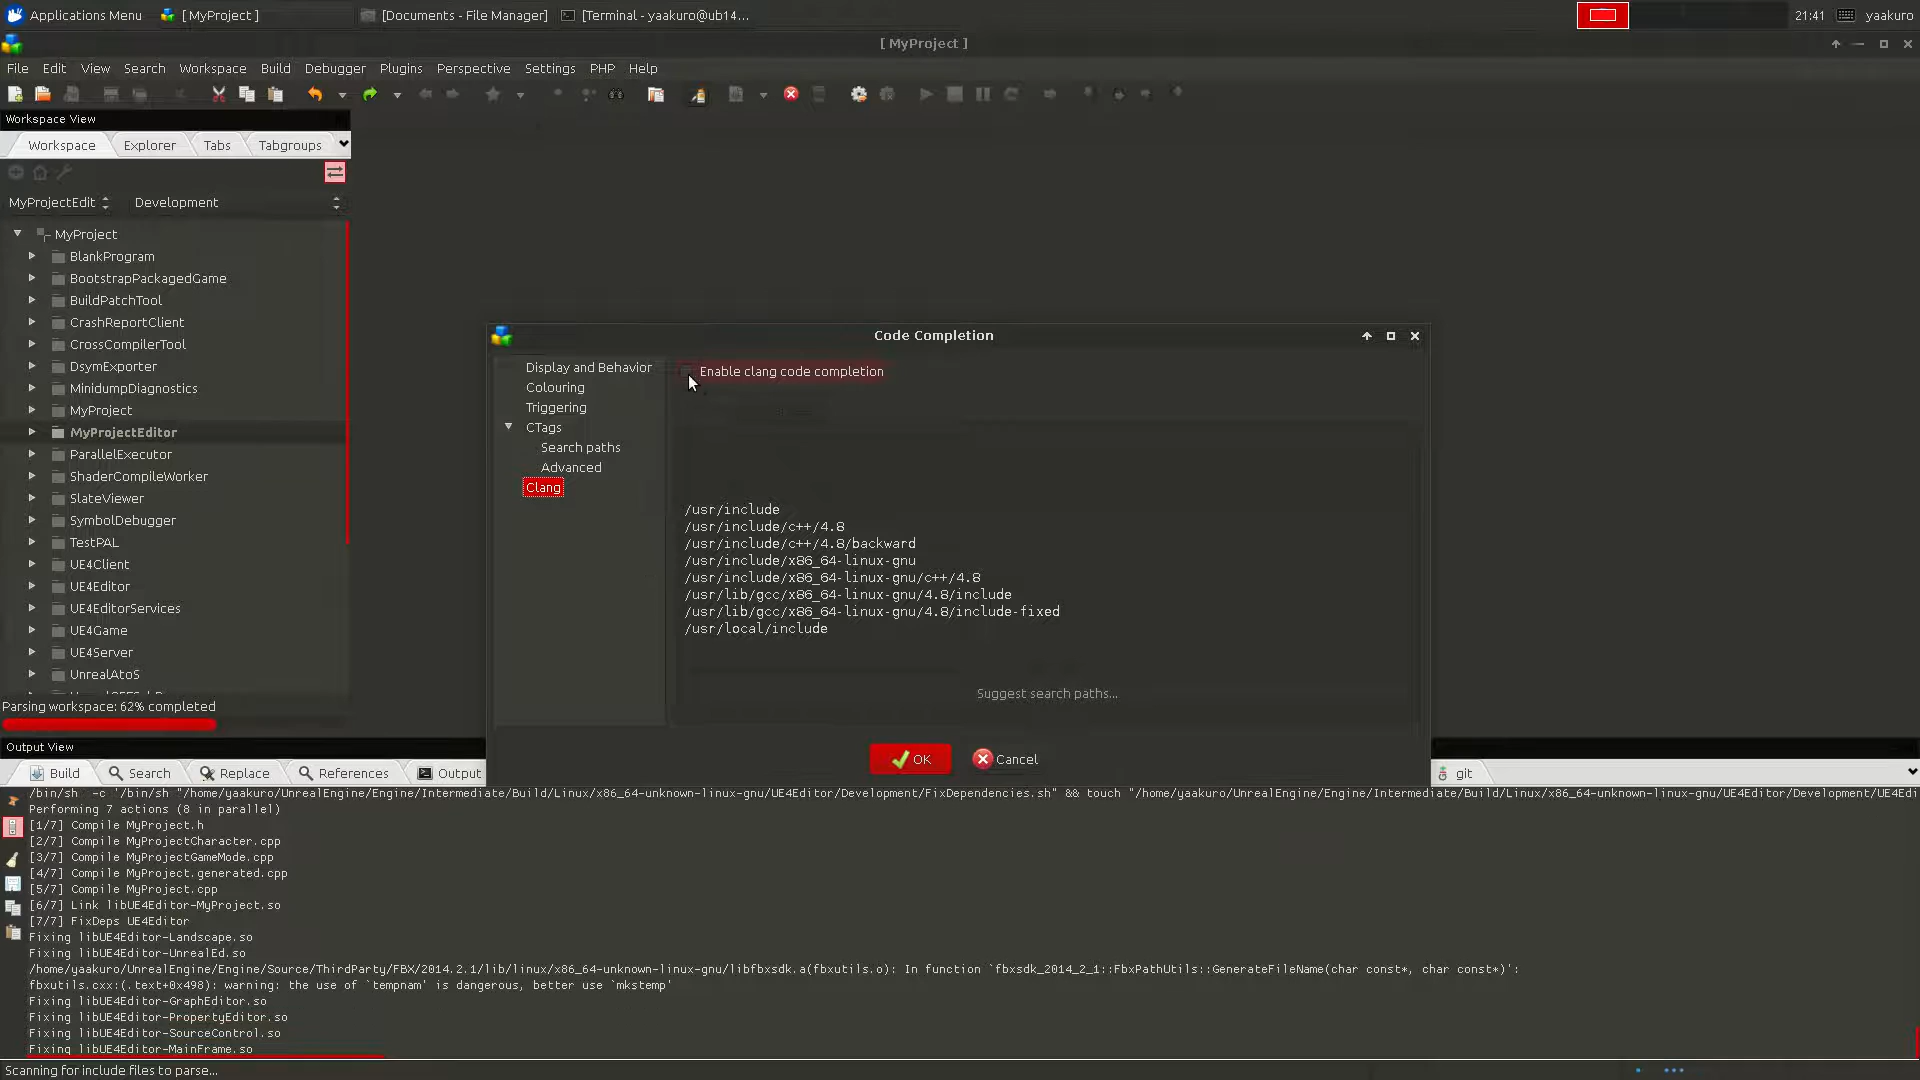 Applications Menu
[ MyProject ]
[Documents - File Manager]
[Terminal - yaakuro@ub14...
21:41
yaakuro
[ MyProject ]
File Edit View Search Workspace Build Debugger Plugins Perspective Settings PHP Help
Workspace View
Workspace Explorer Tabs Tabgroups
MyProjectEdit
Development
MyProject
BlankProgram
BootstrapPackagedGame
BuildPatchTool
CrashReportClient
CrossCompilerTool
DsymExporter
MinidumpDiagnostics
MyProject
MyProjectEditor
ParallelExecutor
ShaderCompileWorker
SlateViewer
SymbolDebugger
TestPAL
UE4Client
UE4Editor
UE4EditorServices
UE4Game
UE4Server
UnrealAtoS
Parsing workspace: 62% completed
Code Completion
Display and Behavior
Colouring
Triggering
CTags
Search paths
Advanced
Clang
Enable clang code completion
/usr/include
/usr/include/c++/4.8
/usr/include/c++/4.8/backward
/usr/include/x86_64-linux-gnu
/usr/include/x86_64-linux-gnu/c++/4.8
/usr/lib/gcc/x86_64-linux-gnu/4.8/include
/usr/lib/gcc/x86_64-linux-gnu/4.8/include-fixed
/usr/local/include
Suggest search paths...
OK
Cancel
Output View
Build Search Replace References Output
git
/bin/sh -c '/bin/sh "/home/yaakuro/UnrealEngine/Engine/Intermediate/Build/Linux/x86_64-unknown-linux-gnu/UE4Editor/Development/FixDependencies.sh" && touch "/home/yaakuro/UnrealEngine/Engine/Intermediate/Build/Linux/x86_64-unknown-linux-gnu/UE4Editor/Development/UE4Edi
Performing 7 actions (8 in parallel)
[1/7] Compile MyProject.h
[2/7] Compile MyProjectCharacter.cpp
[3/7] Compile MyProjectGameMode.cpp
[4/7] Compile MyProject.generated.cpp
[5/7] Compile MyProject.cpp
[6/7] Link libUE4Editor-MyProject.so
[7/7] FixDeps UE4Editor
Fixing libUE4Editor-Landscape.so
Fixing libUE4Editor-UnrealEd.so
/home/yaakuro/UnrealEngine/Engine/Source/ThirdParty/FBX/2014.2.1/lib/linux/x86_64-unknown-linux-gnu/libfbxsdk.a(fbxutils.o): In function `fbxsdk_2014_2_1::FbxPathUtils::GenerateFileName(char const*, char const*)':
fbxutils.cxx:(.text+0x498): warning: the use of `tempnam' is dangerous, better use `mkstemp'
Fixing libUE4Editor-GraphEditor.so
Fixing libUE4Editor-PropertyEditor.so
Fixing libUE4Editor-SourceControl.so
Fixing libUE4Editor-MainFrame.so
Scanning for include files to parse...